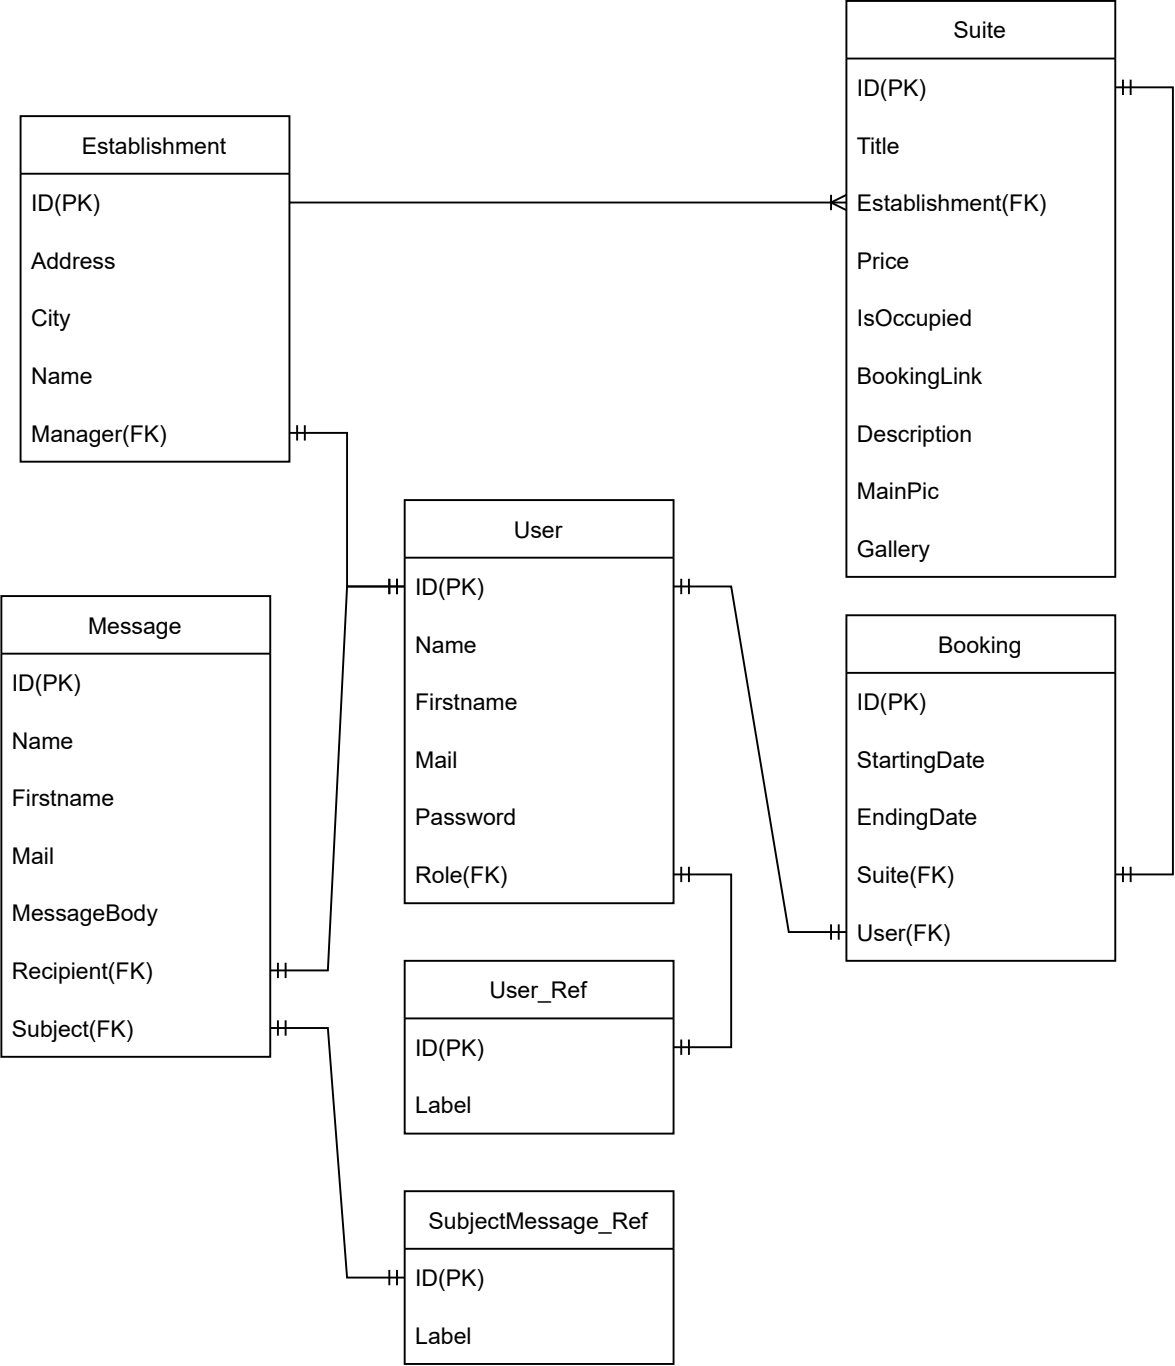 Suite
ID(PK)
Title
Establishment(FK)
Price
IsOccupied
BookingLink
Description
MainPic
Gallery
Establishment
ID(PK)
Address
City
Name
Manager(FK)
User
ID(PK)
Name
Firstname
Mail
Password
Role(FK)
Message
ID(PK)
Name
Firstname
Mail
MessageBody
Recipient(FK)
Subject(FK)
Booking
ID(PK)
StartingDate
EndingDate
Suite(FK)
User(FK)
User_Ref
ID(PK)
Label
SubjectMessage_Ref
ID(PK)
Label